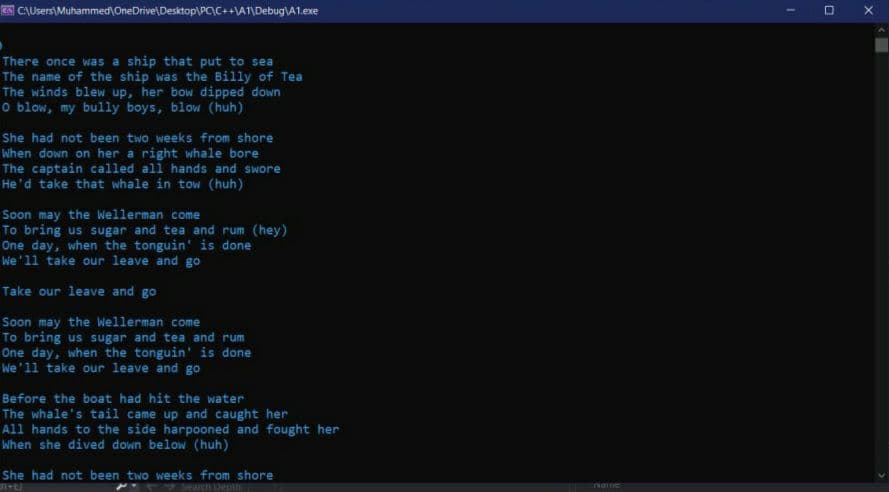 C:\Users\Muhammed\OneDrive\Desktop\PC\C++\A1\Debug\A1.exe
There once was a ship that put to sea
The name of the ship was the Billy of Tea
The winds blew up, her bow dipped down
O blow, my bully boys, blow (huh)
She had not been two weeks from shore
When down on her a right whale bore
The captain called all hands and swore
He'd take that whale in tow (huh)
Soon may the Wellerman come
To bring us sugar and tea and rum (hey)
One day, when the tonguin' is done
We'll take our leave and go
Take our leave and go
Soon may the Wellerman come
To bring us sugar and tea and rum
One day, when the tonguin' is done
We'll take our leave and go
Before the boat had hit the water
The whale's tail came up and caught her
All hands to the side harpooned and fought her
When she dived down below (huh)
She had not been two weeks from shore
Search Depth
Name